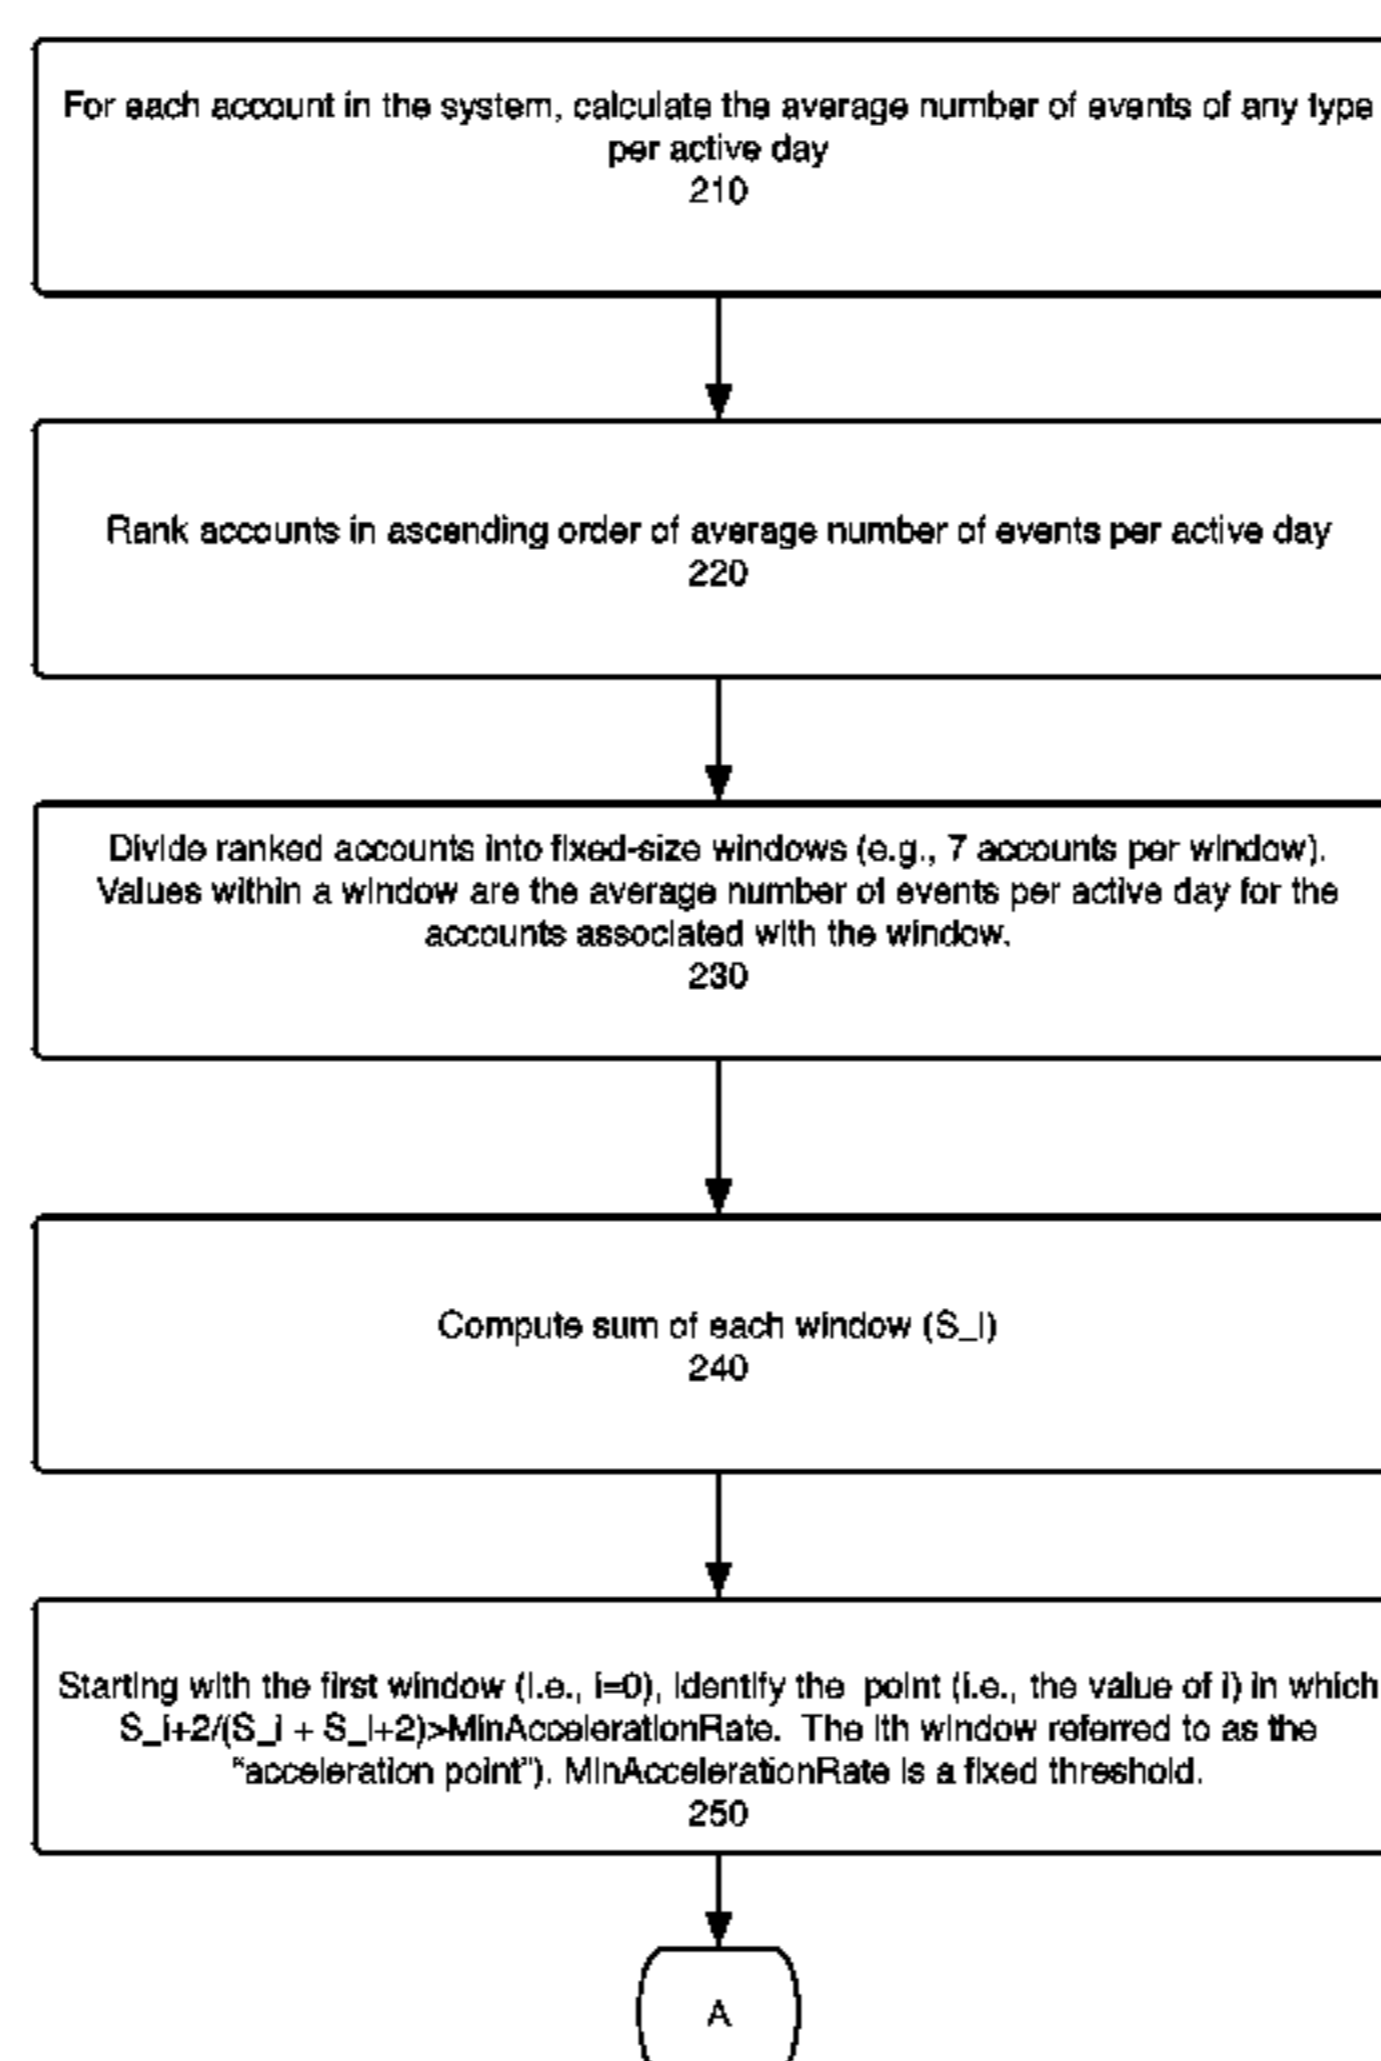 For each account in the system, calculate the average number of events of any type
per active day
210
Rank accounts in ascending order of average number of events per active day
220
Divide ranked accounts into fixed-size windows (e.g., 7 accounts per window).
Values within a window are the average number of events per active day for the
accounts associated with the window.
230
Compute sum of each window (S_i)
240
Starting with the first window (i.e., i=0), identify the point (i.e., the value of i) in which
S_i+2/(S_i + S_i+2)>MinAccelerationRate. The ith window referred to as the
"acceleration point"). MinAccelerationRate is a fixed threshold.
250
A